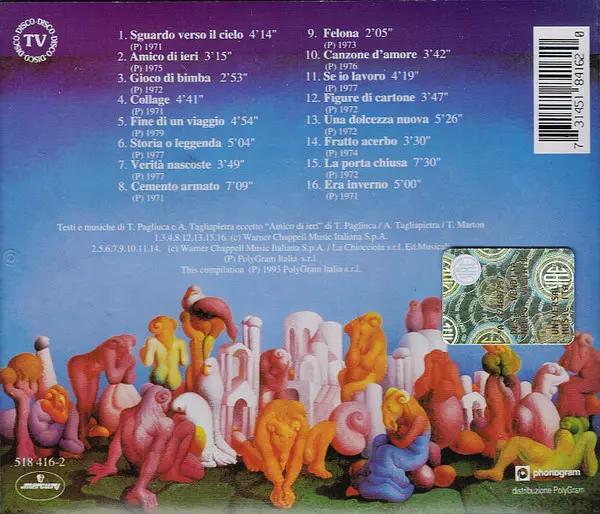 DISCO·DISCO·DISCO·DISCO·DISCO
TV
1. Sguardo verso il cielo 4'14"
(P) 1971
2. Amico di ieri 3'15"
(P) 1975
3. Gioco di bimba 2'53"
(P) 1972
4. Collage 4'41"
(P) 1971
5. Fine di un viaggio 4'54"
(P) 1979
6. Storia o leggenda 5'04"
(P) 1977
7. Verità nascoste 3'49"
(P) 1977
8. Cemento armato 7'09"
(P) 1971
9. Felona 2'05"
(P) 1973
10. Canzone d'amore 3'42"
(P) 1976
11. Se io lavoro 4'19"
(P) 1977
12. Figure di cartone 3'47"
(P) 1972
13. Una dolcezza nuova 5'26"
(P) 1972
14. Frutto acerbo 3'30"
(P) 1974
15. La porta chiusa 7'30"
(P) 1972
16. Era inverno 5'00"
(P) 1971
7 31451 84162 0
Testi e musiche di T. Pagliuca e A. Tagliapietra eccetto "Amico di ieri" di T. Pagliuca / A. Tagliapietra / T. Marton
1.3.4.8.12.13.15.16. (c) Warner Chappell Music Italiana S.p.A.
2.5.6.7.9.10.11.14. (c) Warner Chappell Music Italiana S.p.A. / La Chiocciola s.r.l. Ed.Musicali
(P) PolyGram Italia s.r.l.
This compilation (P) 1993 PolyGram Italia s.r.l.
518 416-2
mercury
phonogram
distribuzione PolyGram